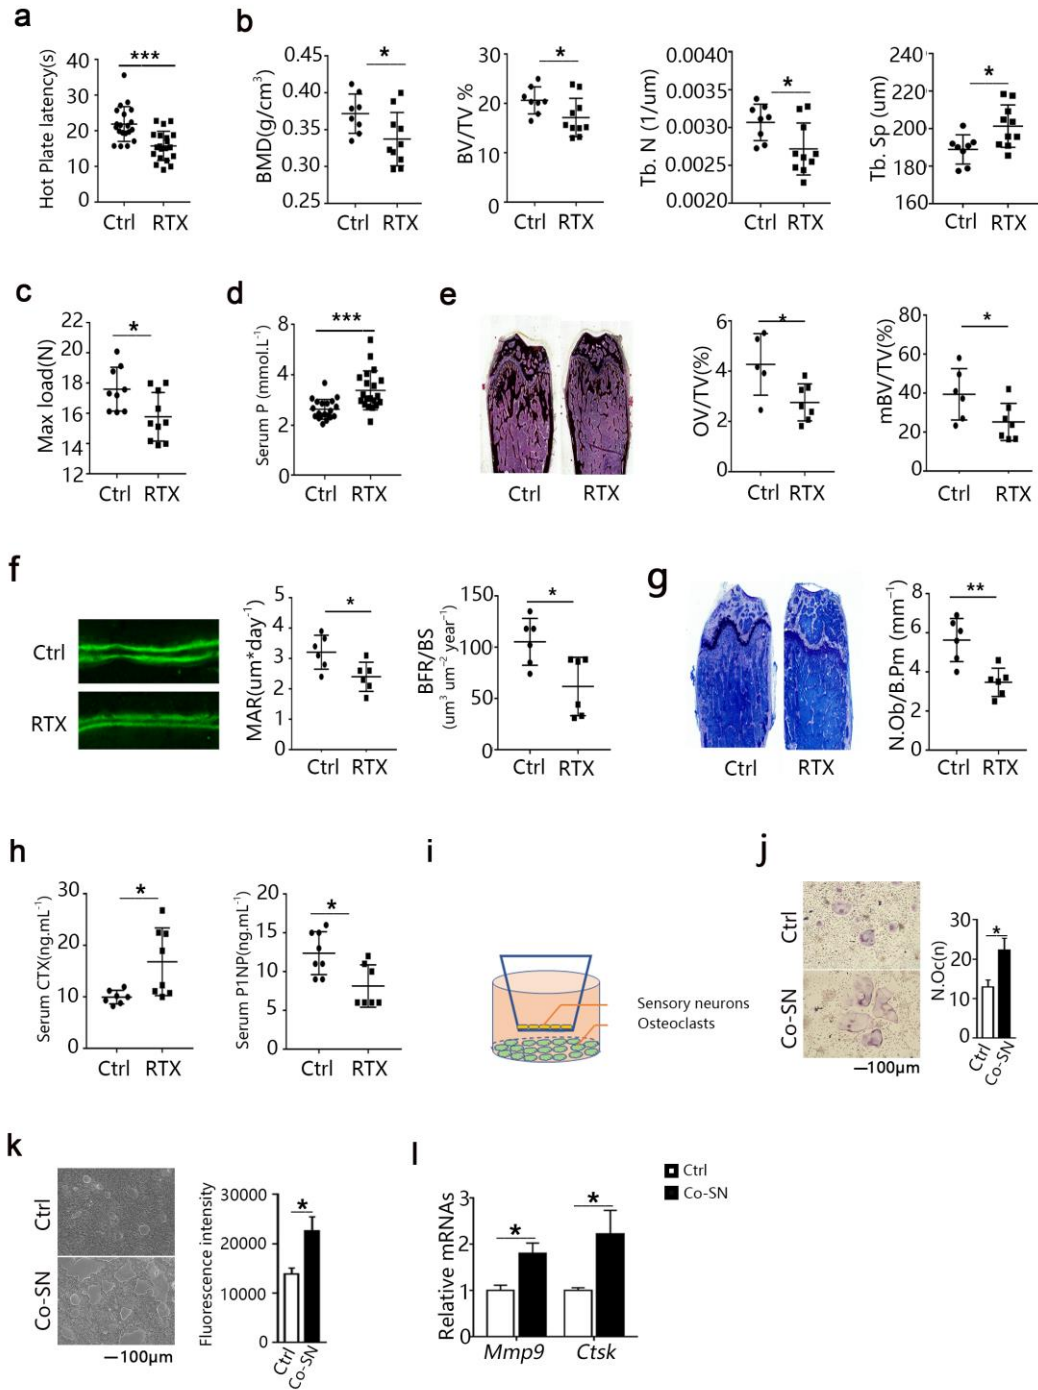 a
Hot Plate latency(s)
40
30
20
10
0
***
Ctrl RTX
b
BMD(g/cm³)
0.45
0.40
0.35
0.30
0.25
*
Ctrl RTX
BV/TV %
30
20
10
0
*
Ctrl RTX
Tb. N (1/um)
0.0040
0.0035
0.0030
0.0025
0.0020
*
Ctrl RTX
Tb. Sp (um)
240
220
200
180
160
*
Ctrl RTX
c
Max load(N)
22
20
18
16
14
12
*
Ctrl RTX
d
Serum P (mmol.L⁻¹)
8
6
4
2
0
***
Ctrl RTX
e
Ctrl RTX
OV/TV(%)
6
4
2
0
*
Ctrl RTX
mBV/TV(%)
80
60
40
20
0
*
Ctrl RTX
f
Ctrl
RTX
MAR(um*day⁻¹)
5
4
3
2
1
0
*
Ctrl RTX
BFR/BS
(um³ um⁻² year⁻¹)
150
100
50
0
*
Ctrl RTX
g
Ctrl RTX
N.Ob/B.Pm (mm⁻¹)
8
6
4
2
0
**
Ctrl RTX
h
Serum CTX(ng.mL⁻¹)
30
20
10
0
*
Ctrl RTX
Serum P1NP(ng.mL⁻¹)
20
15
10
5
0
*
Ctrl RTX
i
Sensory neurons
Osteoclasts
j
Ctrl
Co-SN
100μm
N.Oc(n)
30
20
10
0
*
Ctrl
Co-SN
k
Ctrl
Co-SN
100μm
Fluorescence intensity
30000
20000
10000
0
*
Ctrl
Co-SN
l
Ctrl
Co-SN
Relative mRNAs
3
2
1
0
*
*
Mmp9 Ctsk